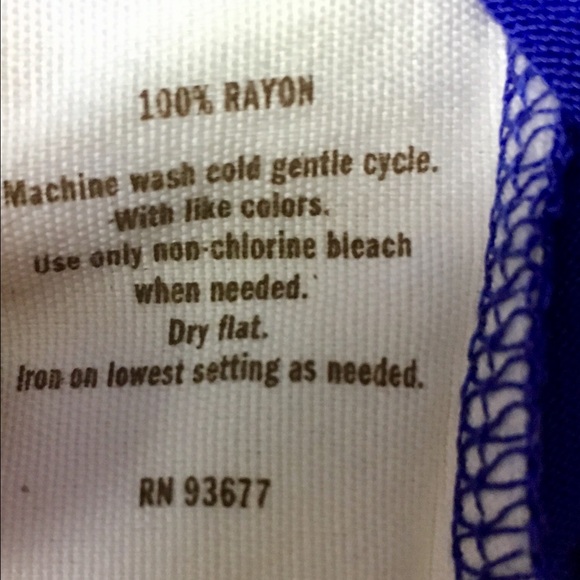 100% RAYON
Machine wash cold gentle cycle.
With like colors.
Use only non-chlorine bleach
when needed.
Dry flat.
Iron on lowest setting as needed.
RN 93677